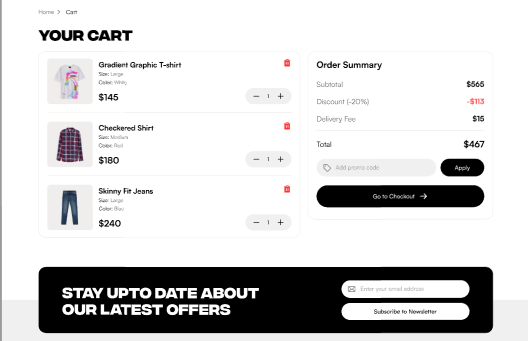 Home > Cart
YOUR CART
Gradient Graphic T-shirt
Size: Large
Color: White
$145
− 1 +
Checkered Shirt
Size: Medium
Color: Red
$180
− 1 +
Skinny Fit Jeans
Size: Large
Color: Blue
$240
− 1 +
Order Summary
Subtotal $565
Discount (-20%) -$113
Delivery Fee $15
Total $467
Add promo code Apply
Go to Checkout →
STAY UPTO DATE ABOUT
OUR LATEST OFFERS
Enter your email address
Subscribe to Newsletter